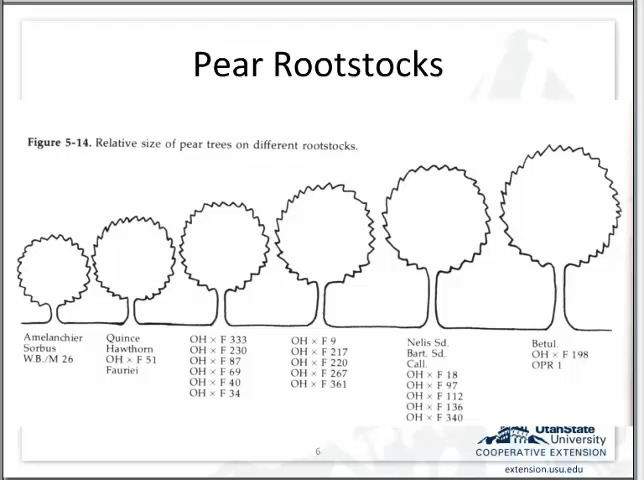 Pear Rootstocks
Figure 5-14. Relative size of pear trees on different rootstocks.
Amelanchier
Sorbus
W.B./M 26
Quince
Hawthorn
OH × F 51
Fauriei
OH × F 333
OH × F 230
OH × F 87
OH × F 69
OH × F 40
OH × F 34
OH × F 9
OH × F 217
OH × F 220
OH × F 267
OH × F 361
Nelis Sd.
Bart. Sd.
Call.
OH × F 18
OH × F 97
OH × F 112
OH × F 136
OH × F 340
Betul.
OH × F 198
OPR 1
6
UtahState
University
COOPERATIVE EXTENSION
extension.usu.edu